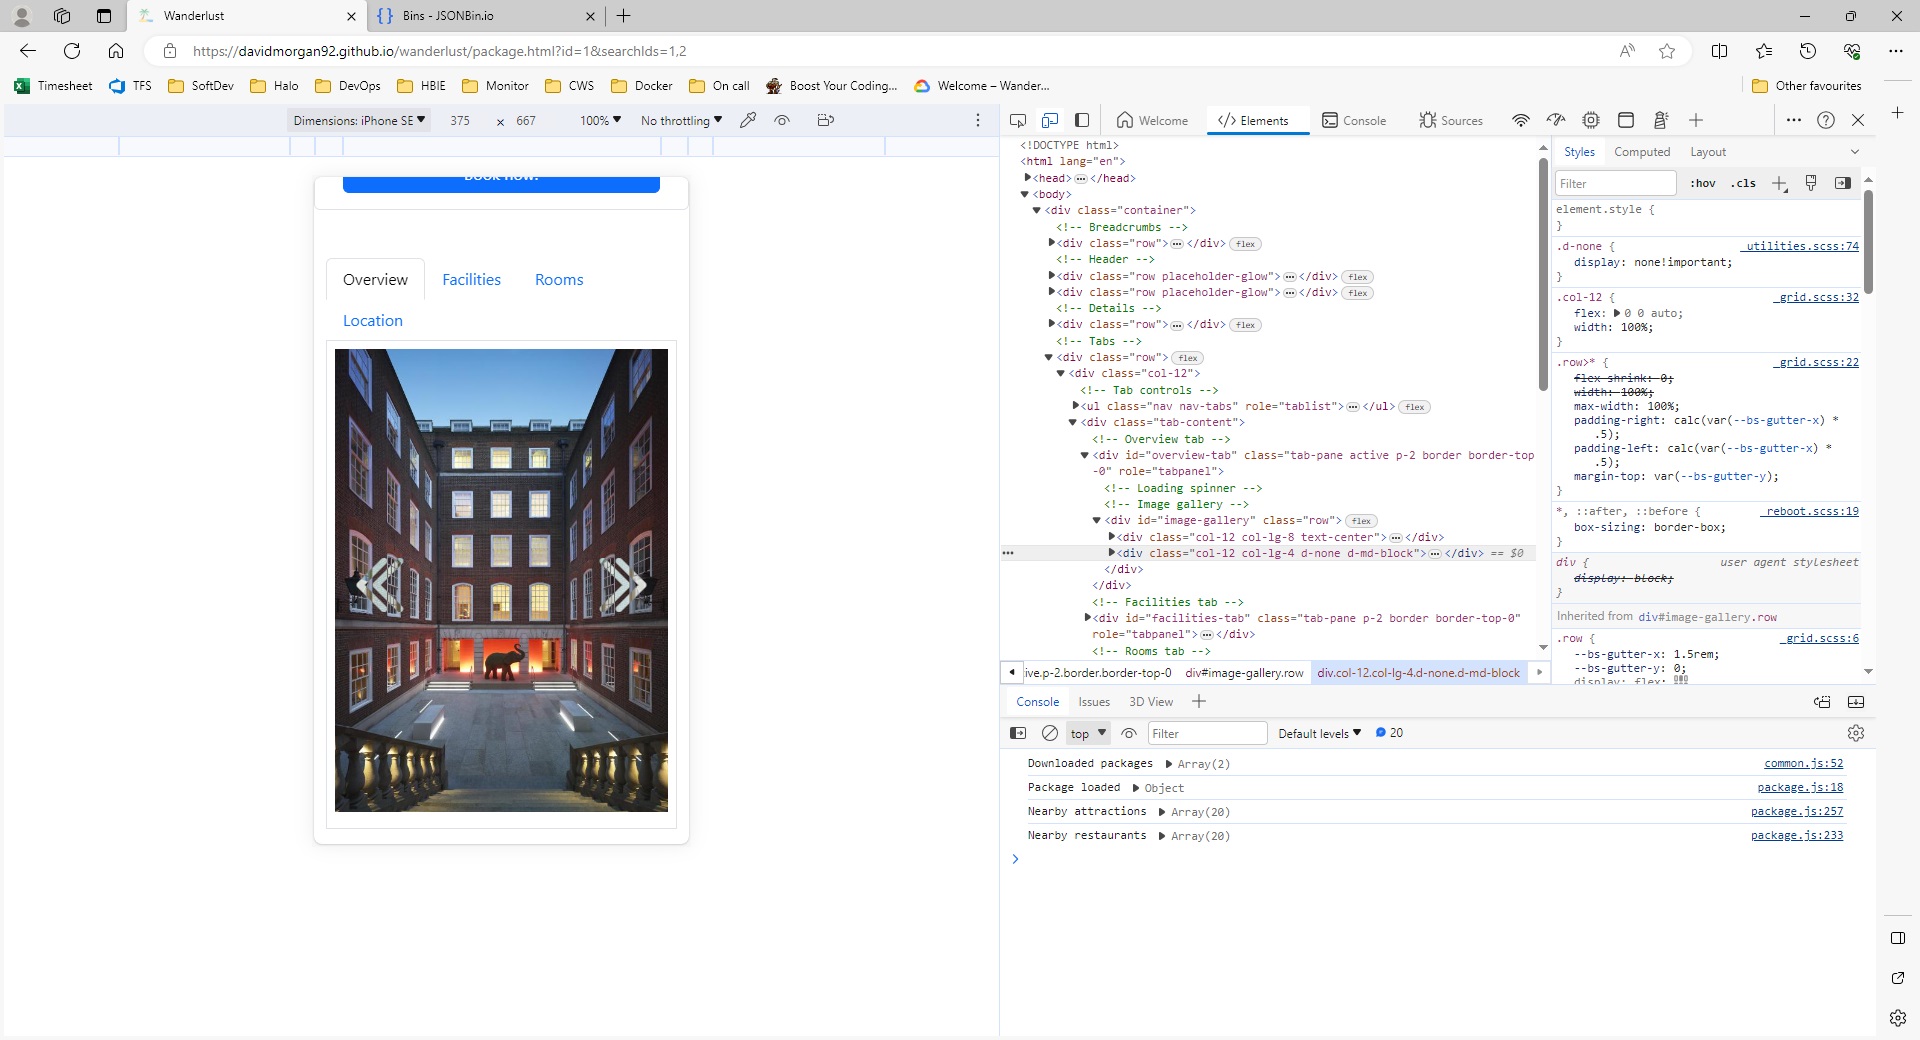 Wanderlust
Bins - JSONBin.io
https://davidmorgan92.github.io/wanderlust/package.html?id=1&searchIds=1,2
Timesheet TFS SoftDev Halo DevOps HBIE Monitor CWS Docker On call Boost Your Coding... Welcome – Wander... Other favourites
Dimensions: iPhone SE 375 × 667 100% No throttling
Book now!
Overview Facilities Rooms
Location
Welcome Elements Console Sources
<!DOCTYPE html>
<html lang="en">
<head> ⋯ </head>
<body>
<div class="container">
<!-- Breadcrumbs -->
<div class="row"> ⋯ </div> flex
<!-- Header -->
<div class="row placeholder-glow"> ⋯ </div> flex
<div class="row placeholder-glow"> ⋯ </div> flex
<!-- Details -->
<div class="row"> ⋯ </div> flex
<!-- Tabs -->
<div class="row"> flex
<div class="col-12">
<!-- Tab controls -->
<ul class="nav nav-tabs" role="tablist"> ⋯ </ul> flex
<div class="tab-content">
<!-- Overview tab -->
<div id="overview-tab" class="tab-pane active p-2 border border-top
-0" role="tabpanel">
<!-- Loading spinner -->
<!-- Image gallery -->
<div id="image-gallery" class="row"> flex
<div class="col-12 col-lg-8 text-center"> ⋯ </div>
<div class="col-12 col-lg-4 d-none d-md-block"> ⋯ </div> == $0
</div>
</div>
<!-- Facilities tab -->
<div id="facilities-tab" class="tab-pane p-2 border border-top-0"
role="tabpanel"> ⋯ </div>
<!-- Rooms tab -->
ive.p-2.border.border-top-0 div#image-gallery.row div.col-12.col-lg-4.d-none.d-md-block
Styles Computed Layout
Filter :hov .cls
element.style {
}
.d-none { _utilities.scss:74
display: none!important;
}
.col-12 { _grid.scss:32
flex: 0 0 auto;
width: 100%;
}
.row>* { _grid.scss:22
flex-shrink: 0;
width: 100%;
max-width: 100%;
padding-right: calc(var(--bs-gutter-x) *
.5);
padding-left: calc(var(--bs-gutter-x) *
.5);
margin-top: var(--bs-gutter-y);
}
*, ::after, ::before { _reboot.scss:19
box-sizing: border-box;
}
div { user agent stylesheet
display: block;
}
Inherited from div#image-gallery.row
.row { _grid.scss:6
--bs-gutter-x: 1.5rem;
--bs-gutter-y: 0;
display: flex;
Console Issues 3D View
top Filter Default levels 20
Downloaded packages Array(2) common.js:52
Package loaded Object package.js:18
Nearby attractions Array(20) package.js:257
Nearby restaurants Array(20) package.js:233